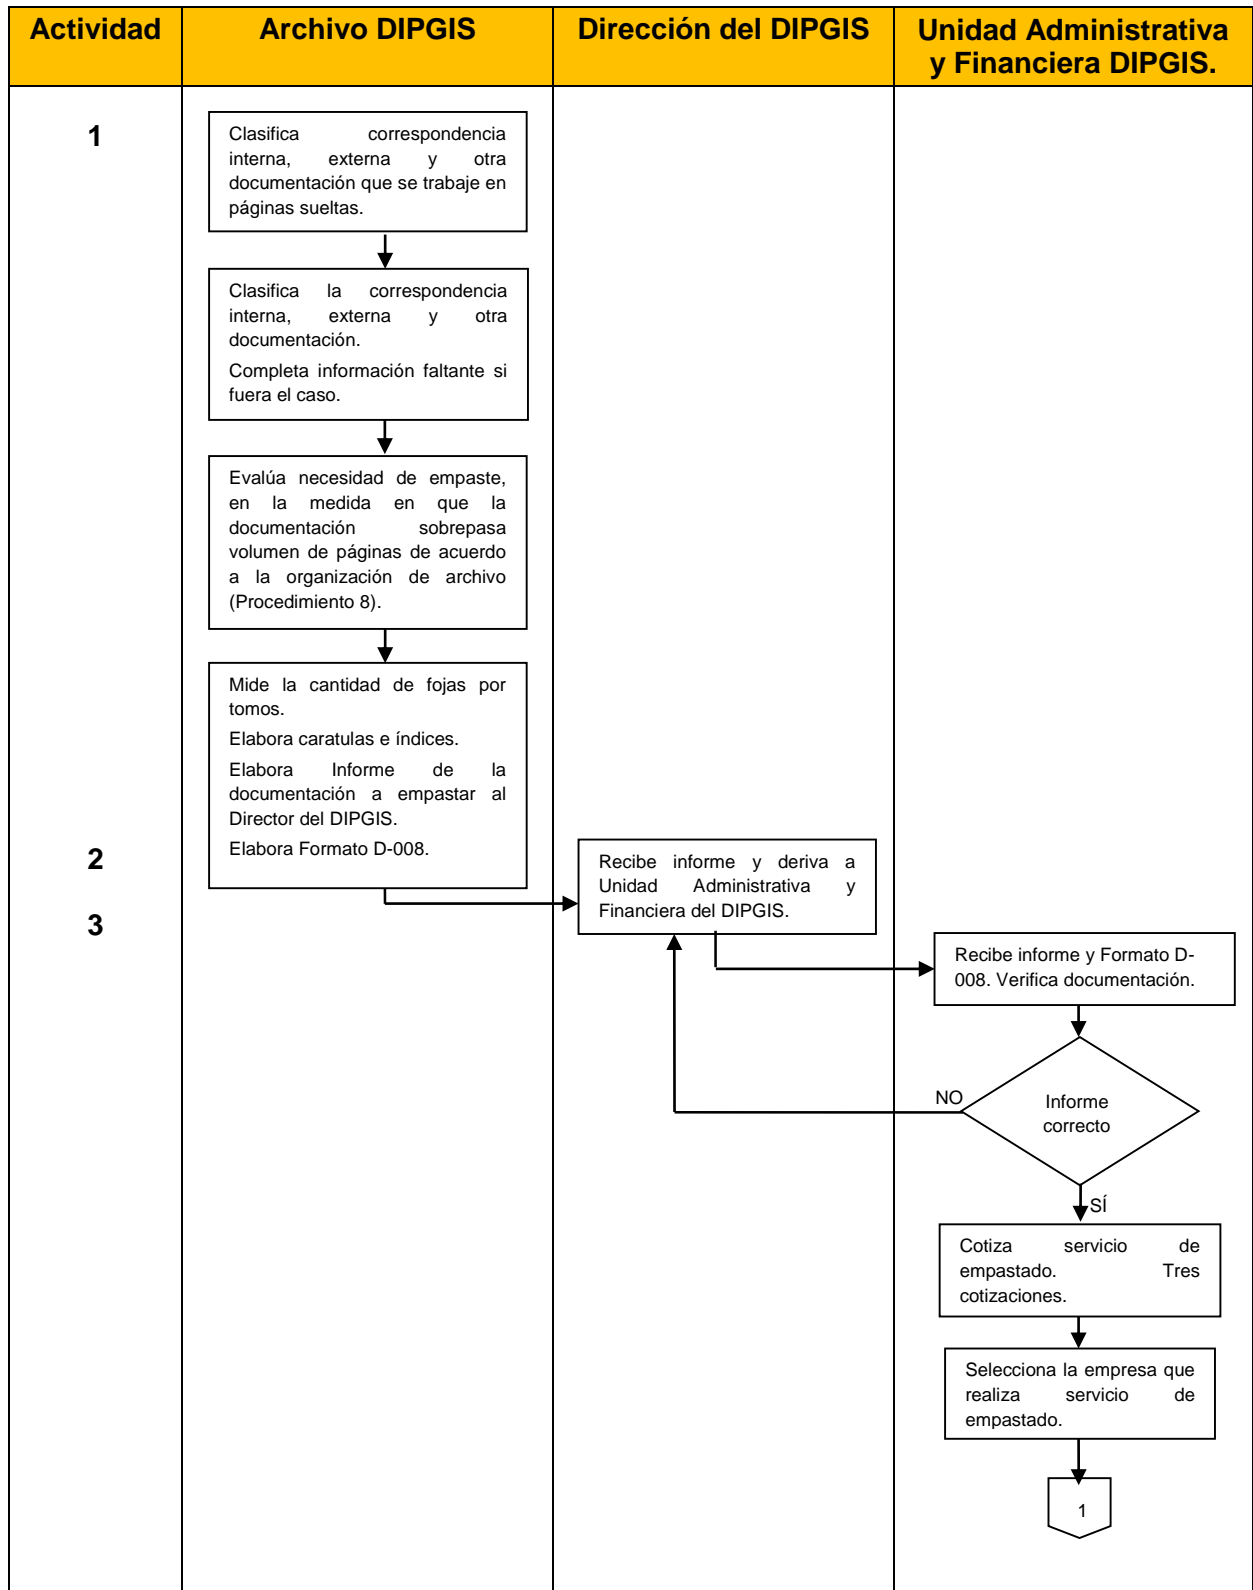 Actividad
Archivo DIPGIS
Dirección del DIPGIS
Unidad Administrativa
y Financiera DIPGIS.
1
Clasifica correspondencia
interna, externa y otra
documentación que se trabaje en
páginas sueltas.
Clasifica la correspondencia
interna, externa y otra
documentación.
Completa información faltante si
fuera el caso.
Evalúa necesidad de empaste,
en la medida en que la
documentación sobrepasa
volumen de páginas de acuerdo
a la organización de archivo
(Procedimiento 8).
Mide la cantidad de fojas por
tomos.
Elabora caratulas e índices.
Elabora Informe de la
documentación a empastar al
Director del DIPGIS.
Elabora Formato D-008.
2
Recibe informe y deriva a
Unidad Administrativa y
Financiera del DIPGIS.
3
Recibe informe y Formato D-
008. Verifica documentación.
NO
Informe
correcto
SÍ
Cotiza servicio de
empastado. Tres
cotizaciones.
Selecciona la empresa que
realiza servicio de
empastado.
1